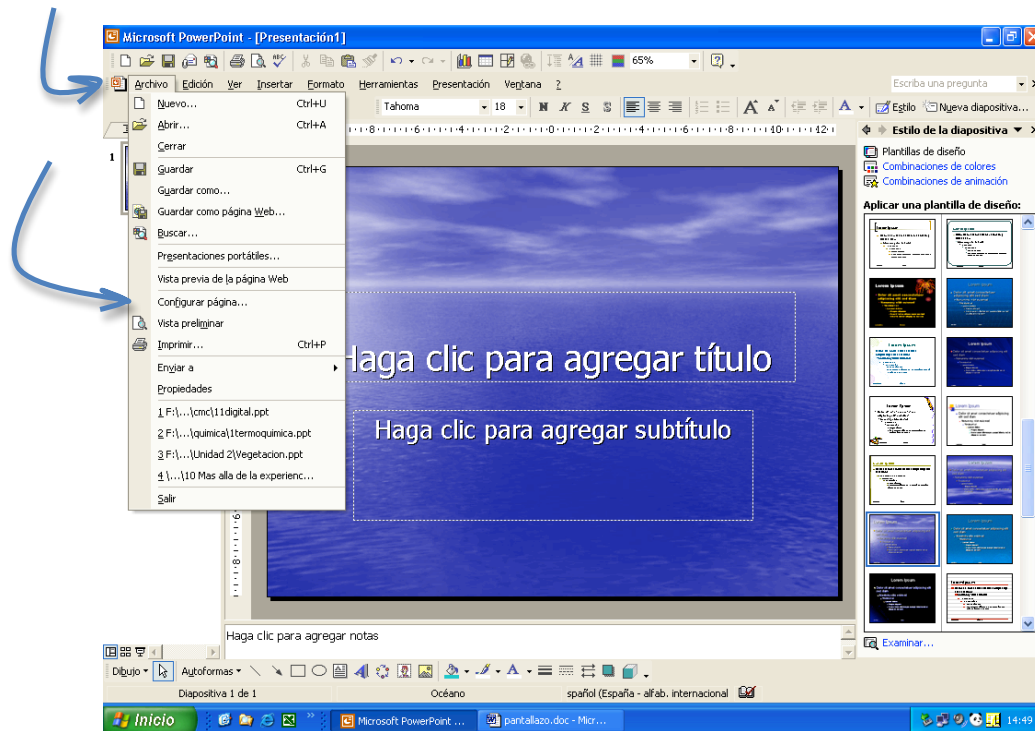 Microsoft PowerPoint - [Presentación1]
65%
Archivo Edición Ver Insertar Formato Herramientas Presentación Ventana ?
Escriba una pregunta
Tahoma 18 N K S S
Estilo Nueva diapositiva...
Nuevo... Ctrl+U
Abrir... Ctrl+A
Cerrar
Guardar Ctrl+G
Guardar como...
Guardar como página Web...
Buscar...
Presentaciones portátiles...
Vista previa de la página Web
Configurar página...
Vista preliminar
Imprimir... Ctrl+P
Enviar a
Propiedades
1 F:\...\cmc\11digital.ppt
2 F:\...\quimica\1termoquimica.ppt
3 F:\...\Unidad 2\Vegetacion.ppt
4 \...\10 Mas alla de la experienc...
Salir
1
Haga clic para agregar título
Haga clic para agregar subtítulo
Estilo de la diapositiva
Plantillas de diseño
Combinaciones de colores
Combinaciones de animación
Aplicar una plantilla de diseño:
Examinar...
Haga clic para agregar notas
Dibujo Autoformas
Diapositiva 1 de 1 Océano spañol (España - alfab. internacional
Inicio Microsoft PowerPoint ... pantallazo.doc - Micr... 14:49